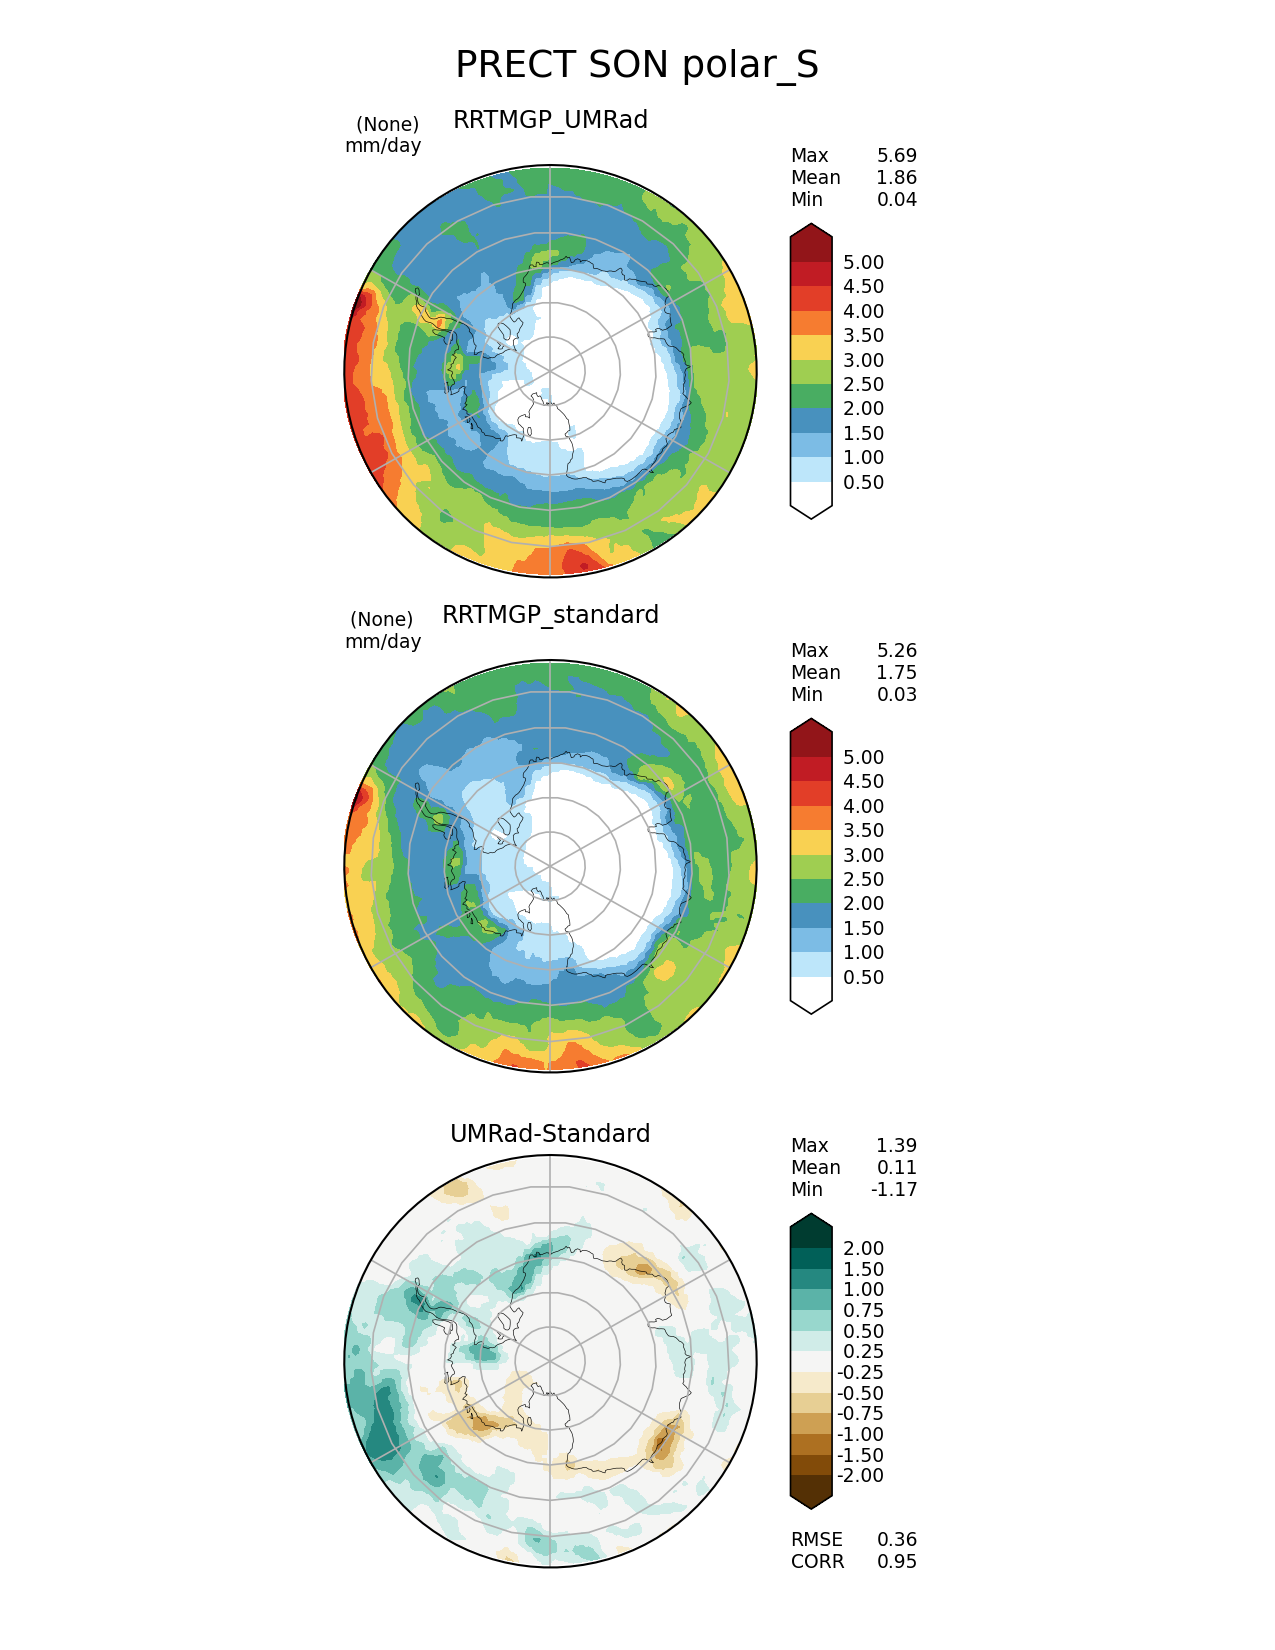 PRECT SON polar_S
(None)
mm/day
RRTMGP_UMRad
Max 5.69
Mean 1.86
Min 0.04
5.00
4.50
4.00
3.50
3.00
2.50
2.00
1.50
1.00
0.50
(None)
mm/day
RRTMGP_standard
Max 5.26
Mean 1.75
Min 0.03
5.00
4.50
4.00
3.50
3.00
2.50
2.00
1.50
1.00
0.50
UMRad-Standard
Max 1.39
Mean 0.11
Min -1.17
2.00
1.50
1.00
0.75
0.50
0.25
-0.25
-0.50
-0.75
-1.00
-1.50
-2.00
RMSE 0.36
CORR 0.95